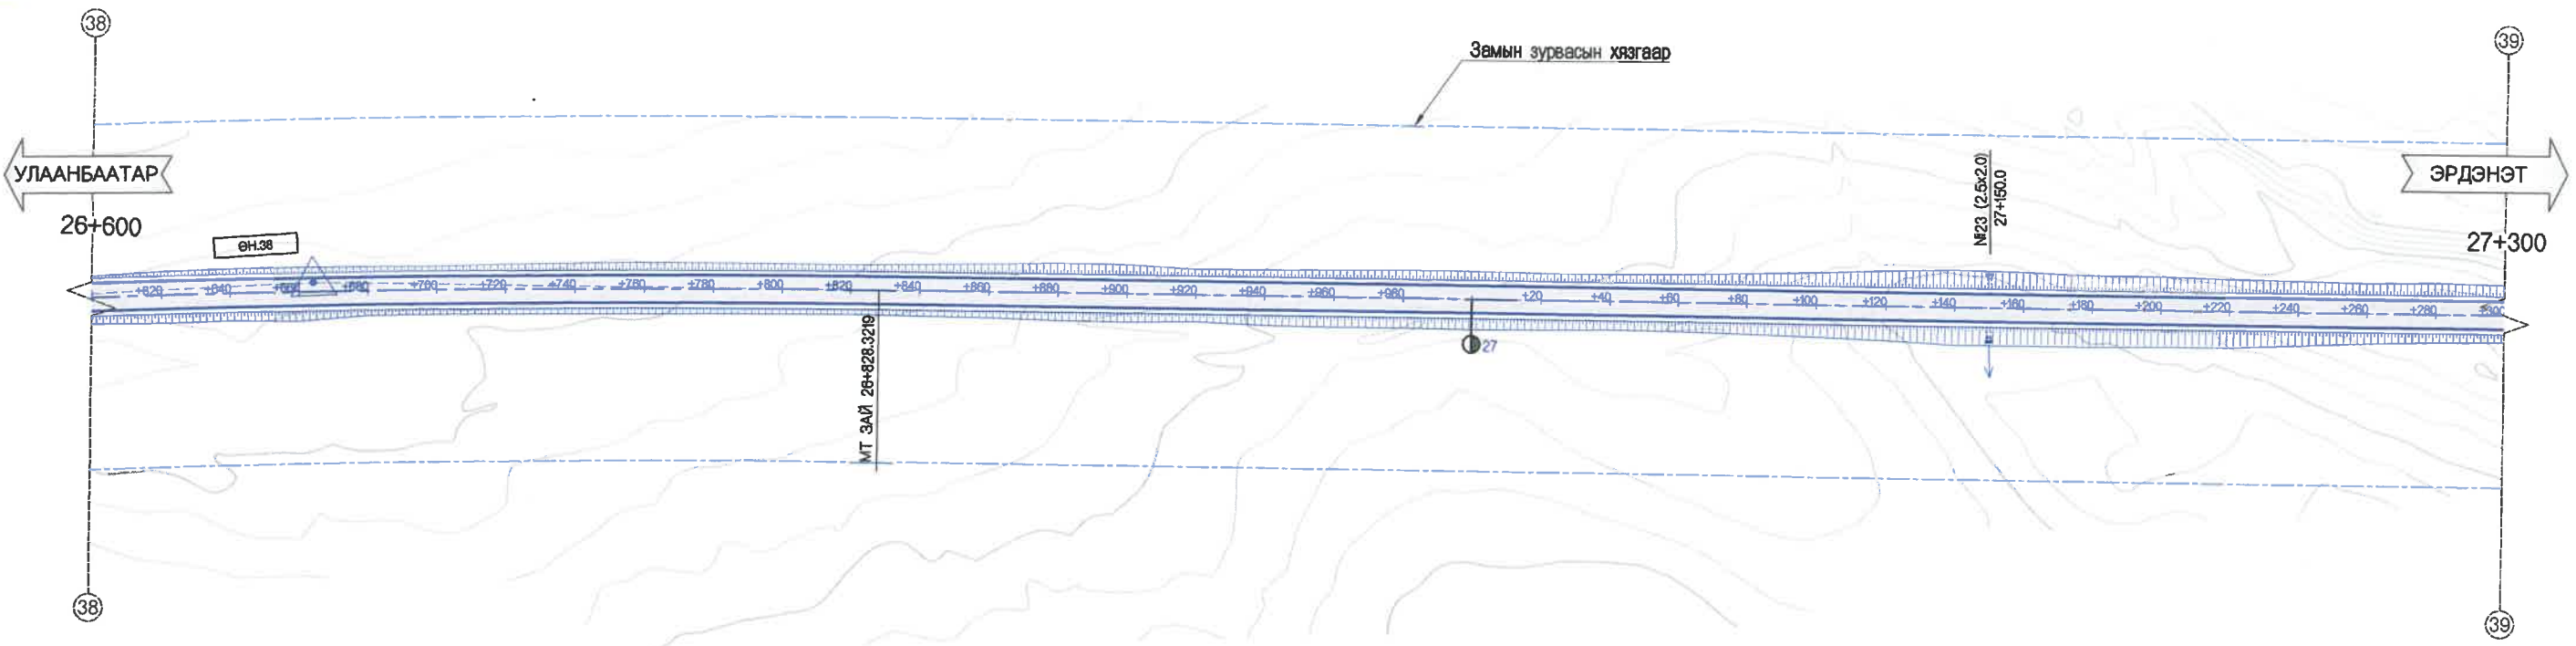 38
39
Замын зурвасын хязгаар
УЛААНБААТАР
ЭРДЭНЭТ
26+600
27+300
№23 (2.5x2.0)
27+150.0
ӨН.38
+620 +640 +660 +680 +700 +720 +740 +760 +780 +800 +820 +840 +860 +880 +900 +920 +940 +960 +980 +20 +40 +60 +80 +100 +120 +140 +160 +180 +200 +220 +240 +260 +280 +300
27
МТ ЗАЙ 26+828.3219
38
39